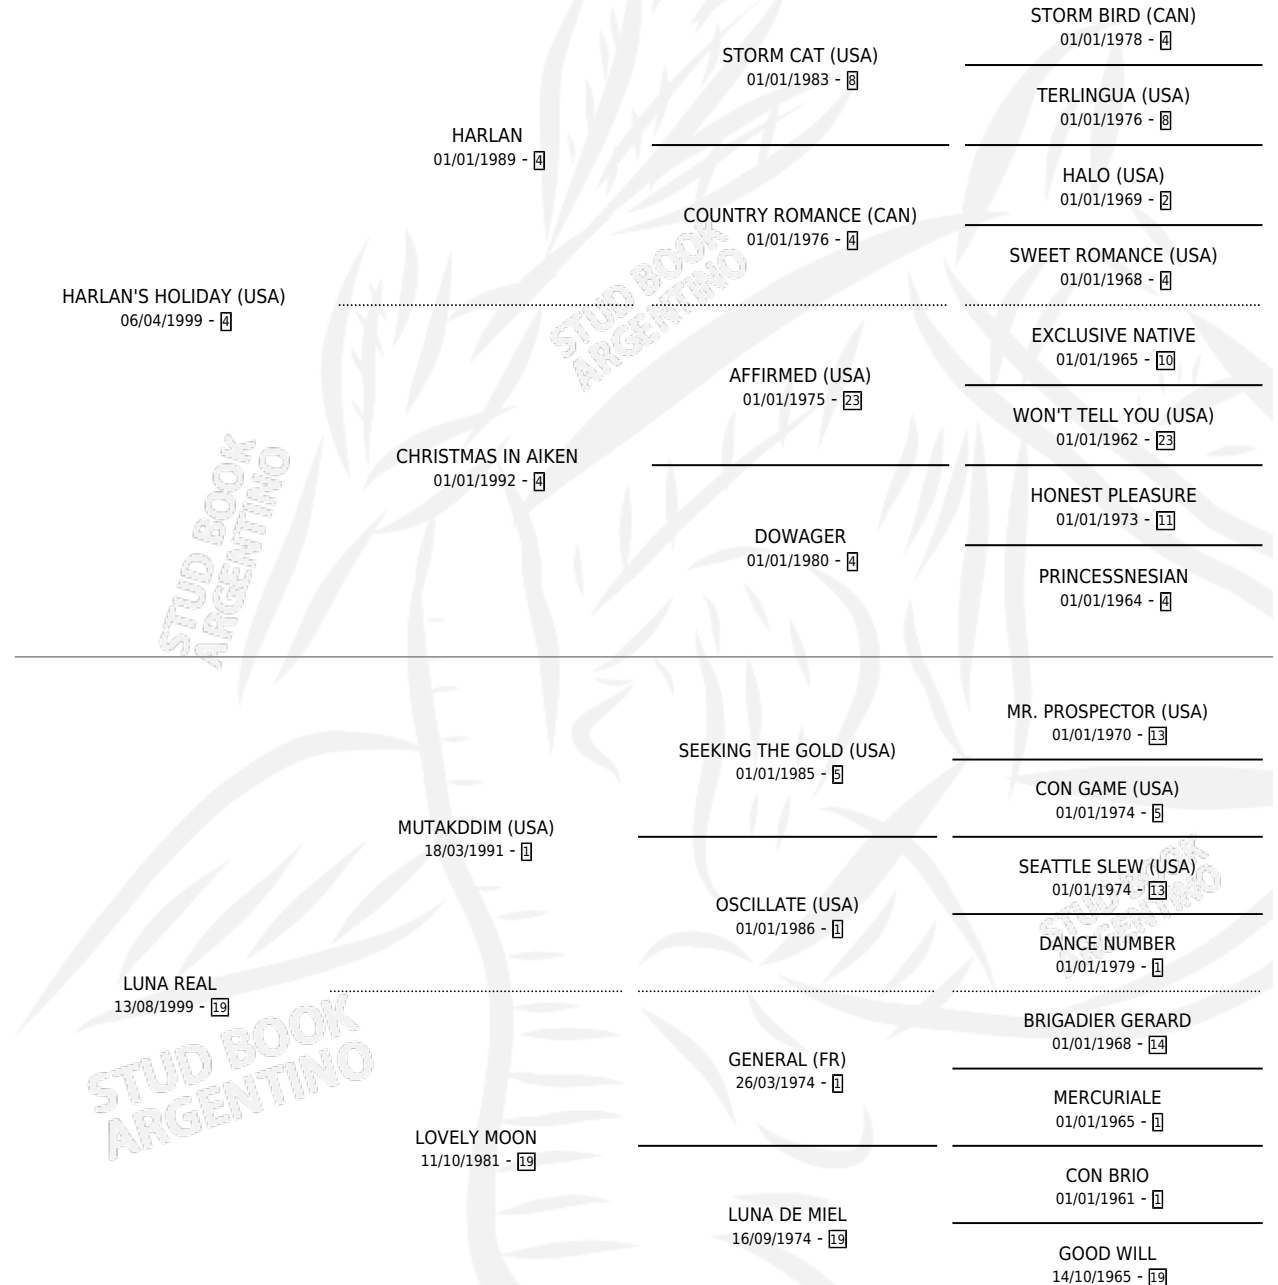 STORM BIRD (CAN)
01/01/1978 - 4
STORM CAT (USA)
01/01/1983 - 8
TERLINGUA (USA)
01/01/1976 - 8
HARLAN
01/01/1989 - 4
HALO (USA)
01/01/1969 - 2
COUNTRY ROMANCE (CAN)
01/01/1976 - 4
SWEET ROMANCE (USA)
01/01/1968 - 4
HARLAN'S HOLIDAY (USA)
06/04/1999 - 4
EXCLUSIVE NATIVE
01/01/1965 - 10
AFFIRMED (USA)
01/01/1975 - 23
WON'T TELL YOU (USA)
01/01/1962 - 23
CHRISTMAS IN AIKEN
01/01/1992 - 4
HONEST PLEASURE
01/01/1973 - 11
DOWAGER
01/01/1980 - 4
PRINCESSNESIAN
01/01/1964 - 4
MR. PROSPECTOR (USA)
01/01/1970 - 13
SEEKING THE GOLD (USA)
01/01/1985 - 5
CON GAME (USA)
01/01/1974 - 5
MUTAKDDIM (USA)
18/03/1991 - 1
SEATTLE SLEW (USA)
01/01/1974 - 13
OSCILLATE (USA)
01/01/1986 - 1
DANCE NUMBER
01/01/1979 - 1
LUNA REAL
13/08/1999 - 19
BRIGADIER GERARD
01/01/1968 - 14
GENERAL (FR)
26/03/1974 - 1
MERCURIALE
01/01/1965 - 1
LOVELY MOON
11/10/1981 - 19
CON BRIO
01/01/1961 - 1
LUNA DE MIEL
16/09/1974 - 19
GOOD WILL
14/10/1965 - 19
STUD BOOK
ARGENTINO
STUD BOOK
ARGENTINO
STUD BOOK
ARGENTINO
STUD BOOK
ARGENTINO